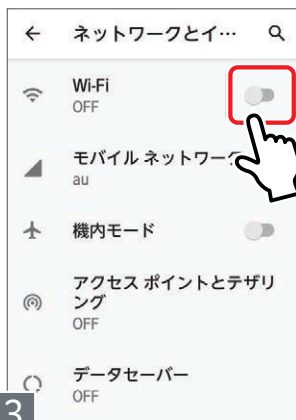 ネットワークとイ…
Wi-Fi
OFF
モバイル ネットワーク
au
機内モード
アクセス ポイントとテザリ
ング
OFF
データセーバー
OFF
3